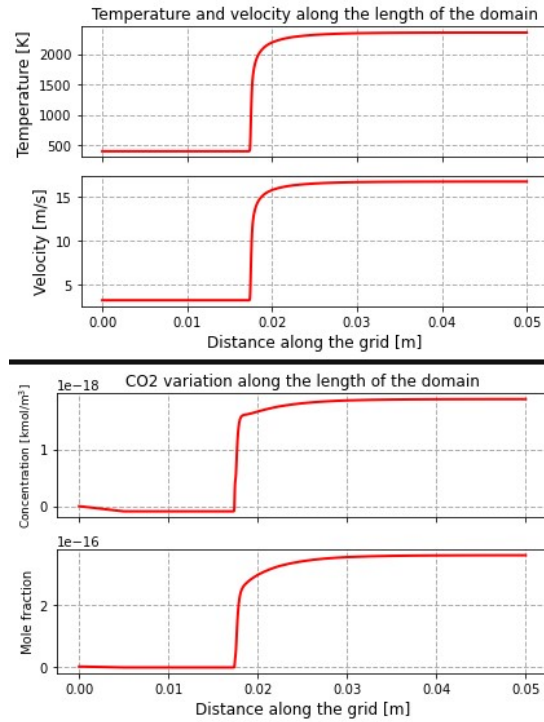 Temperature and velocity along the length of the domain
Temperature [K]
2000
1500
1000
500
Velocity [m/s]
15
10
5
0.00 0.01 0.02 0.03 0.04 0.05
Distance along the grid [m]
CO2 variation along the length of the domain
1e−18
Concentration [kmol/m³]
1
0
1e−16
Mole fraction
2
0
0.00 0.01 0.02 0.03 0.04 0.05
Distance along the grid [m]